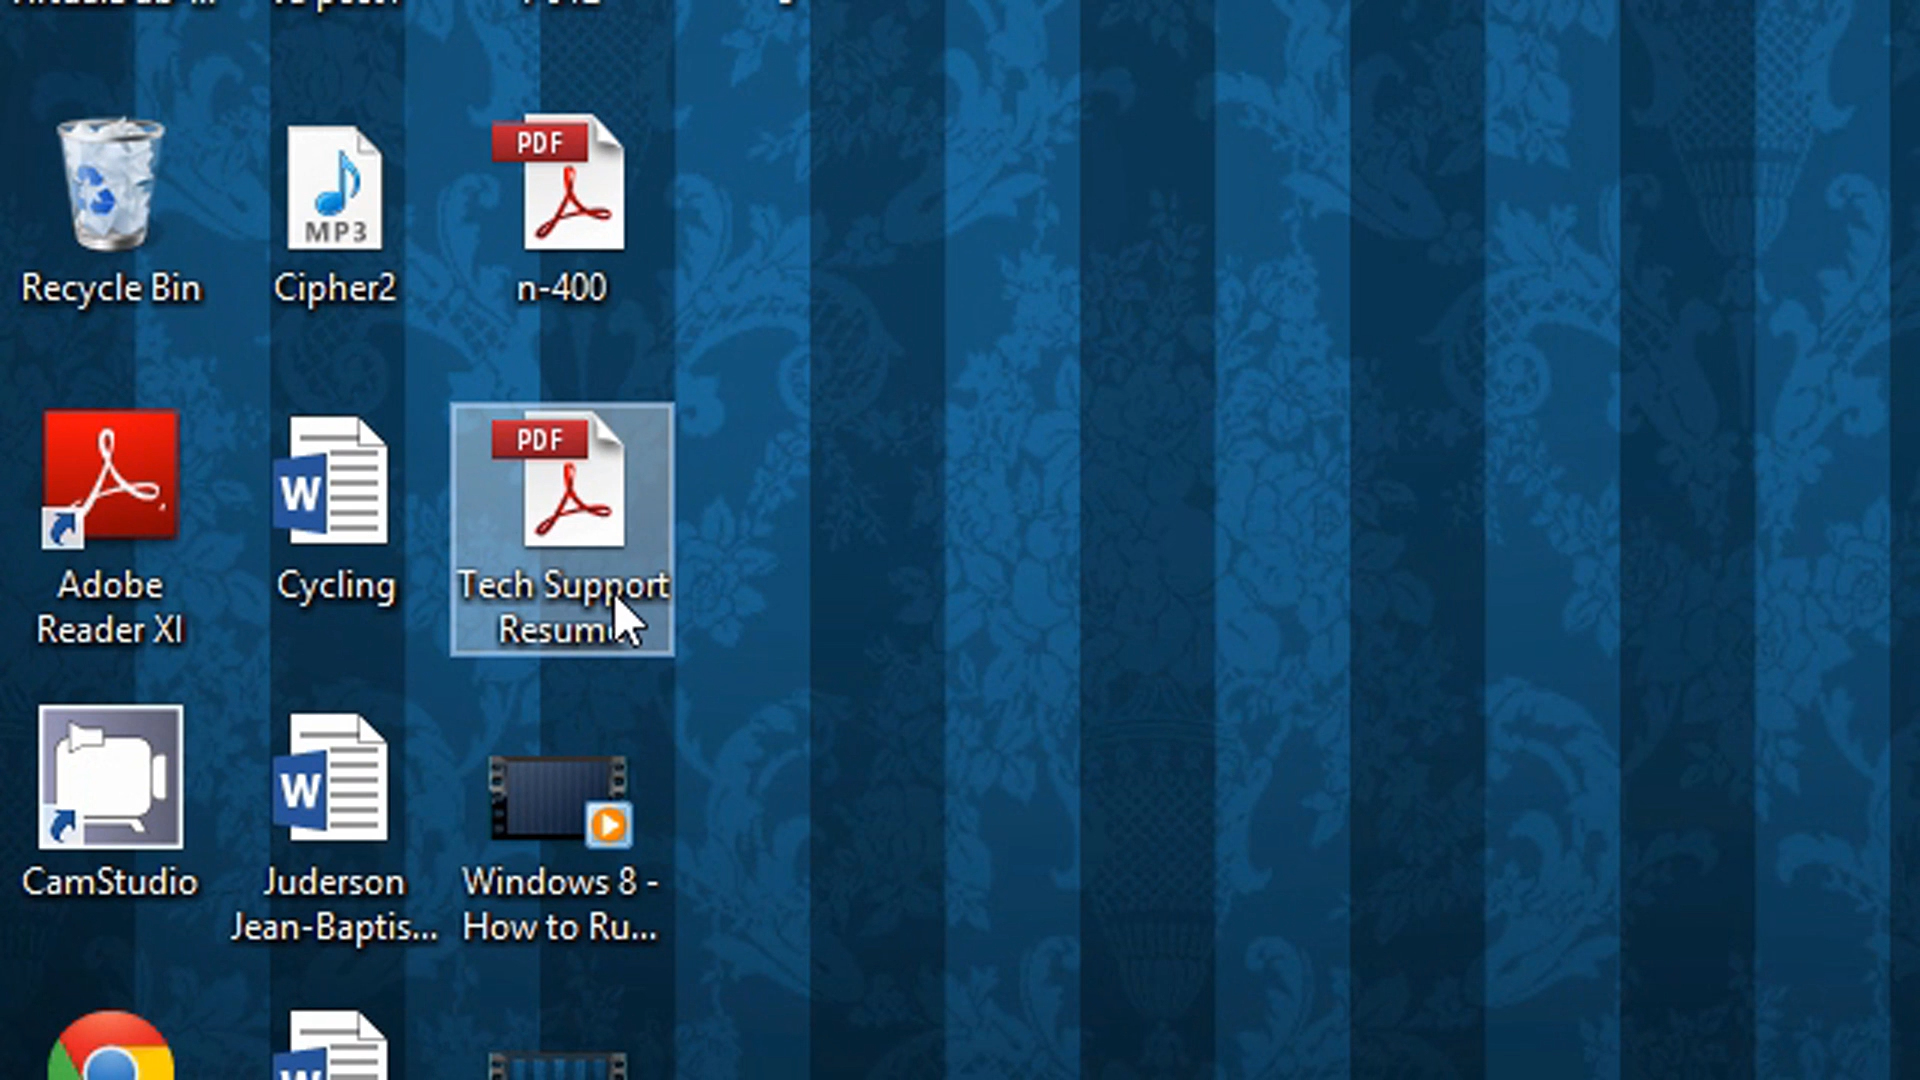 Recycle Bin
MP3
Cipher2
PDF
n-400
Adobe
Reader XI
W
Cycling
PDF
Tech Support
Resume
CamStudio
W
Juderson
Jean-Baptis...
Windows 8 -
How to Ru...
W